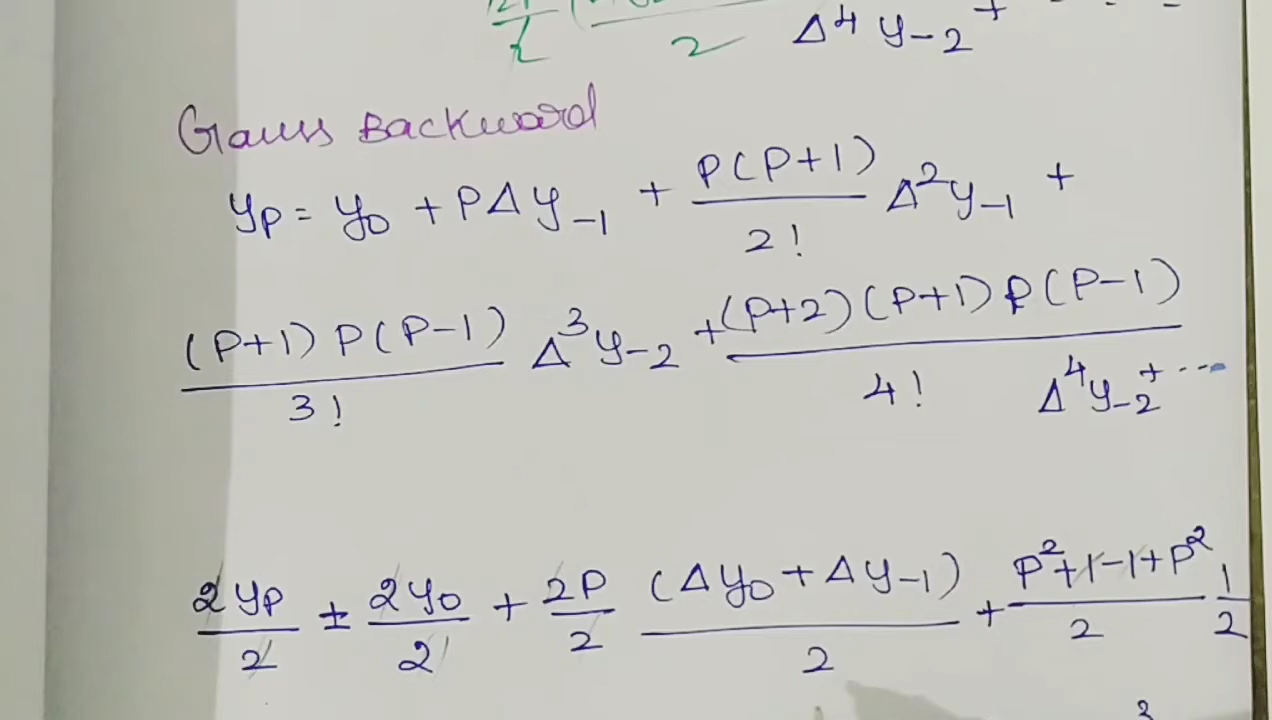 2 Δ⁴ y₋₂ + - - -
Gauss Backward
yₚ = y₀ + PΔy₋₁ + P(P+1)/2! Δ²y₋₁ +
(P+1)P(P-1)/3! Δ³y₋₂ + (P+2)(P+1)P(P-1)/4! Δ⁴y₋₂ + ...
2yₚ/2 ± 2y₀/2 + 2P/2 (Δy₀ + Δy₋₁)/2 + P²+1-1+P²/2 1/2